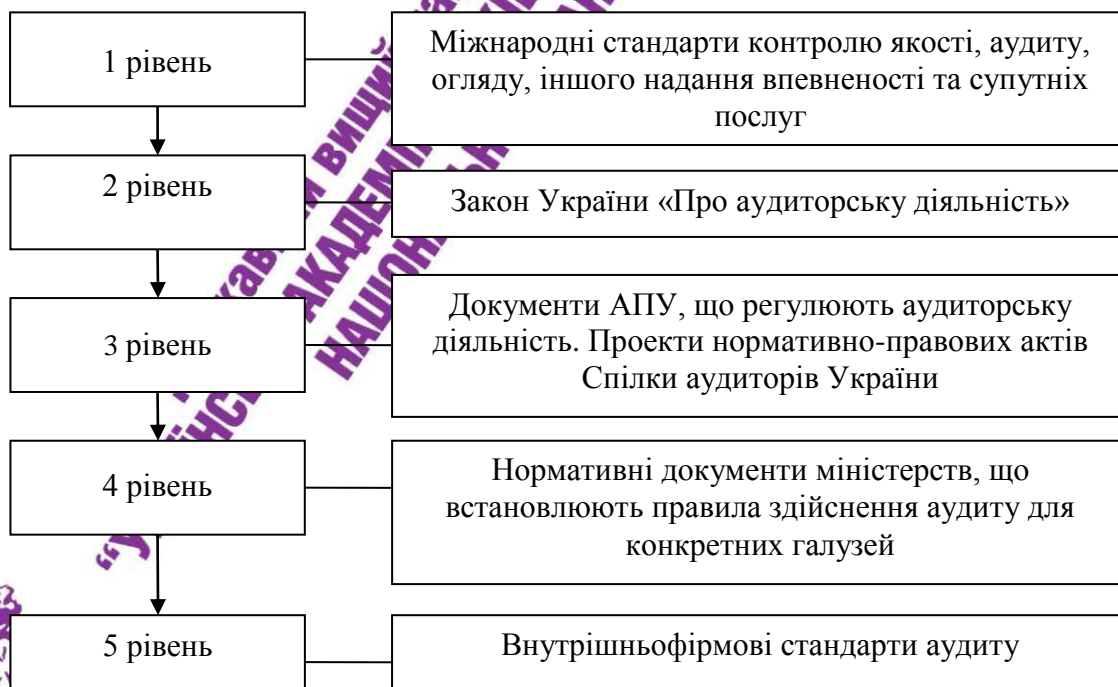 1 рівень
Міжнародні стандарти контролю якості, аудиту,
огляду, іншого надання впевненості та супутніх
послуг
2 рівень
Закон України «Про аудиторську діяльність»
3 рівень
Документи АПУ, що регулюють аудиторську
діяльність. Проекти нормативно-правових актів
Спілки аудиторів України
4 рівень
Нормативні документи міністерств, що
встановлюють правила здійснення аудиту для
конкретних галузей
5 рівень
Внутрішньофірмові стандарти аудиту